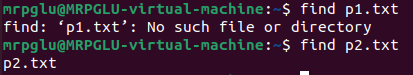 mrpglu@MRPGLU-virtual-machine:~$ find p1.txt
find: ‘p1.txt’: No such file or directory
mrpglu@MRPGLU-virtual-machine:~$ find p2.txt
p2.txt